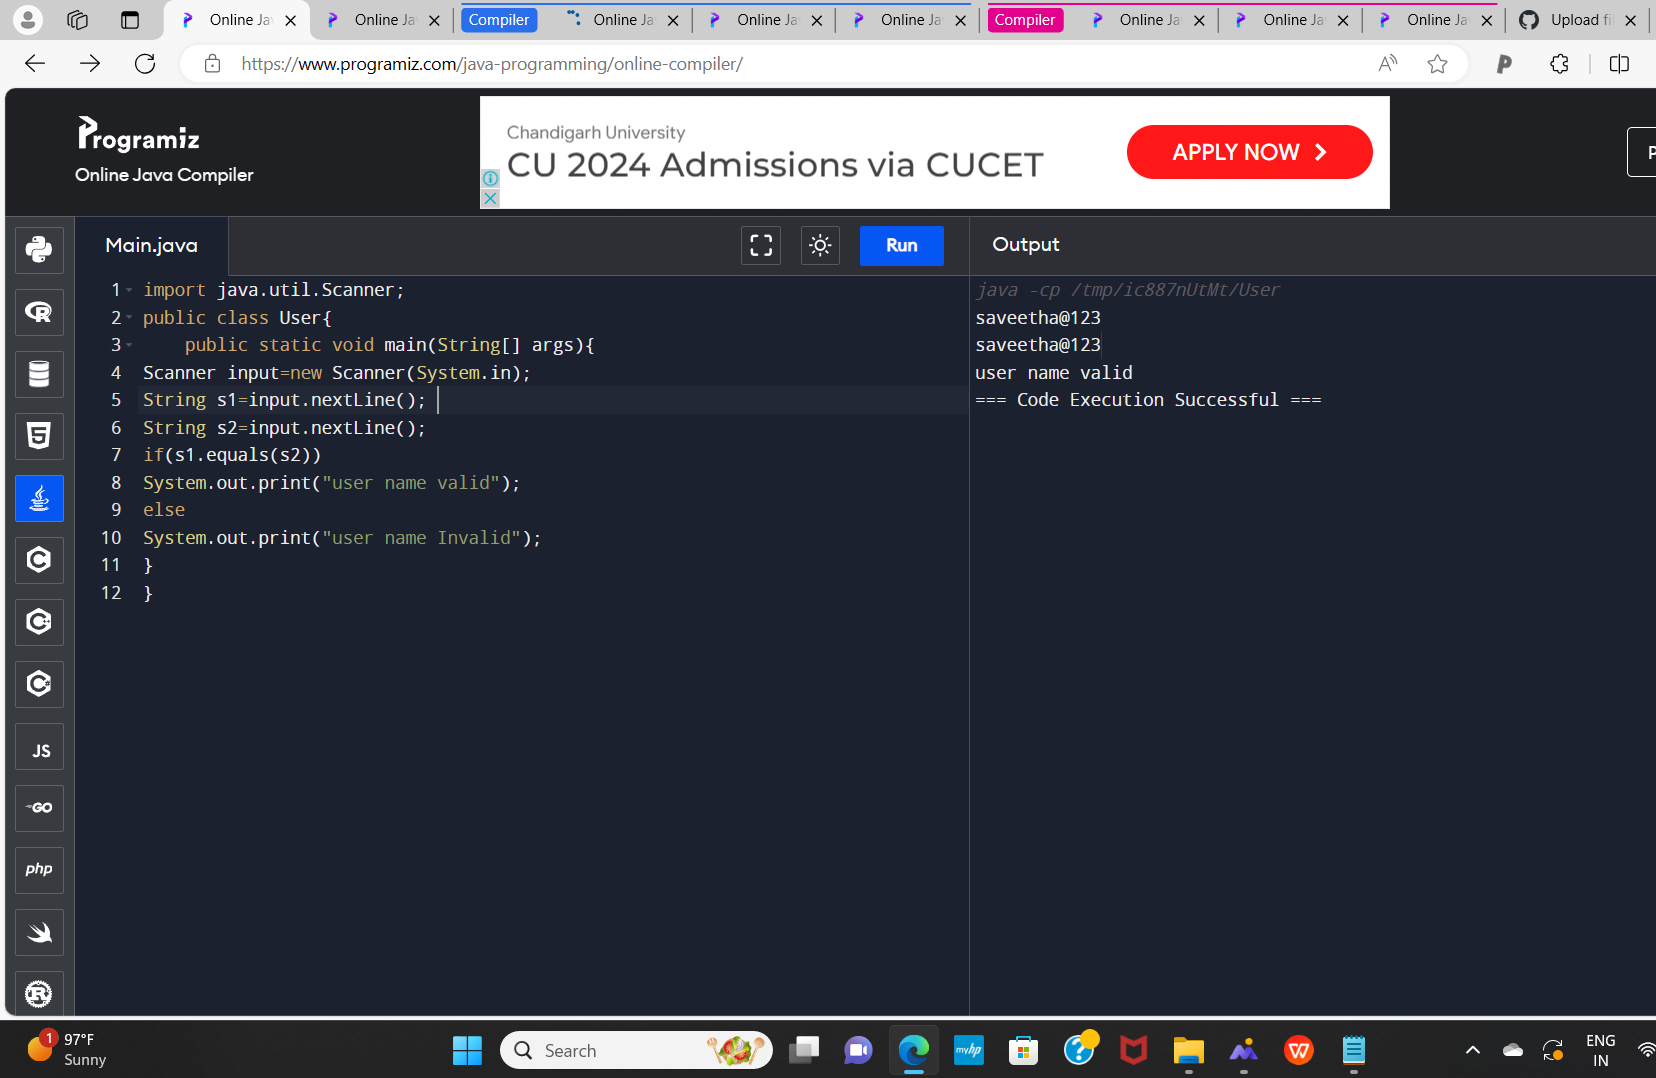 Online Ja
Online Ja
Compiler
Online Ja
Online Ja
Online Ja
Compiler
Online Ja
Online Ja
Online Ja
Upload fi
https://www.programiz.com/java-programming/online-compiler/
Programiz
Online Java Compiler
Chandigarh University
CU 2024 Admissions via CUCET
APPLY NOW
P
Main.java
Run
Output
1 import java.util.Scanner;
2 public class User{
3 public static void main(String[] args){
4 Scanner input=new Scanner(System.in);
5 String s1=input.nextLine();
6 String s2=input.nextLine();
7 if(s1.equals(s2))
8 System.out.print("user name valid");
9 else
10 System.out.print("user name Invalid");
11 }
12 }
java -cp /tmp/ic887nUtMt/User
saveetha@123
saveetha@123
user name valid
=== Code Execution Successful ===
R
5
C
C
C
JS
GO
php
R
1
97°F
Sunny
Search
myhp
W
ENG
IN